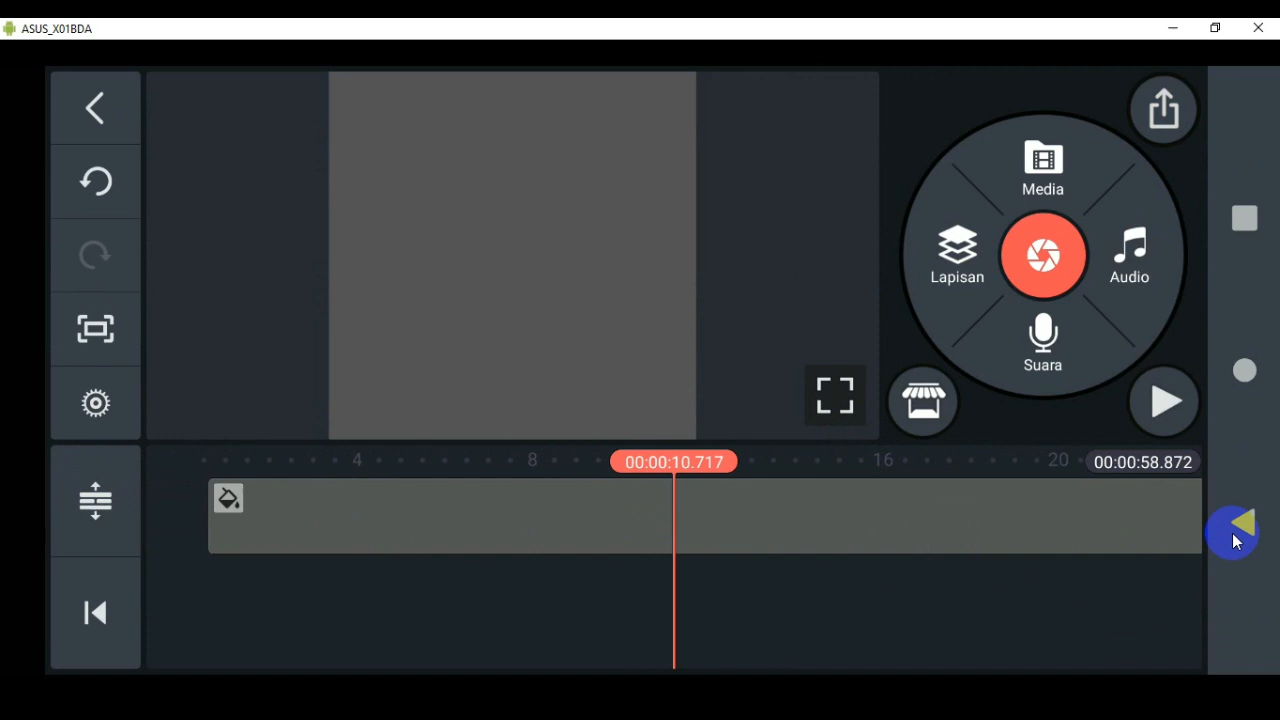 ASUS_X01BDA
Media
Lapisan
Audio
Suara
4
8
00:00:10.717
16
20
00:00:58.872